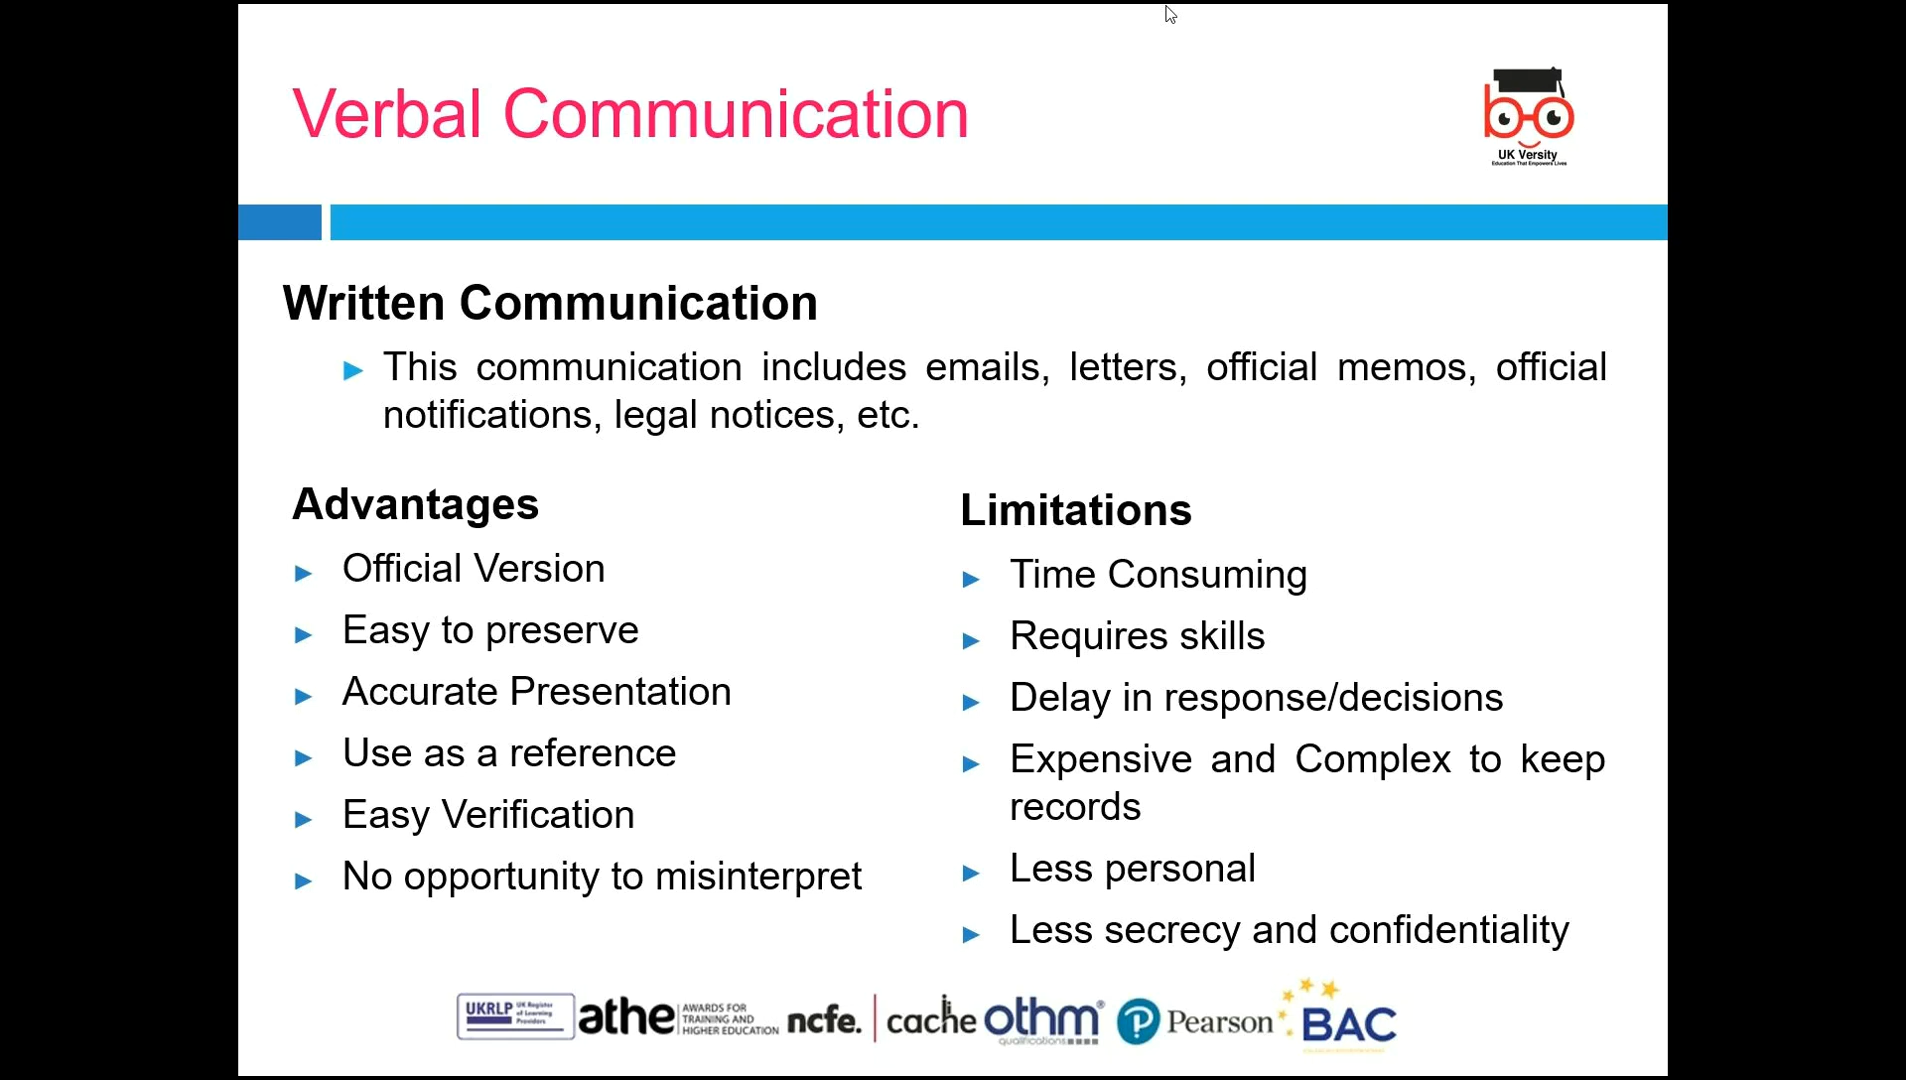 Verbal Communication
UK Versity
Education That Empowers Lives
Written Communication
This communication includes emails, letters, official memos, official
notifications, legal notices, etc.
Advantages
Official Version
Easy to preserve
Accurate Presentation
Use as a reference
Easy Verification
No opportunity to misinterpret
Limitations
Time Consuming
Requires skills
Delay in response/decisions
Expensive and Complex to keep
records
Less personal
Less secrecy and confidentiality
UKRLP UK Register
of Learning
Providers
athe AWARDS FOR
TRAINING AND
HIGHER EDUCATION
ncfe. cache
othm®
qualifications
P Pearson
BAC